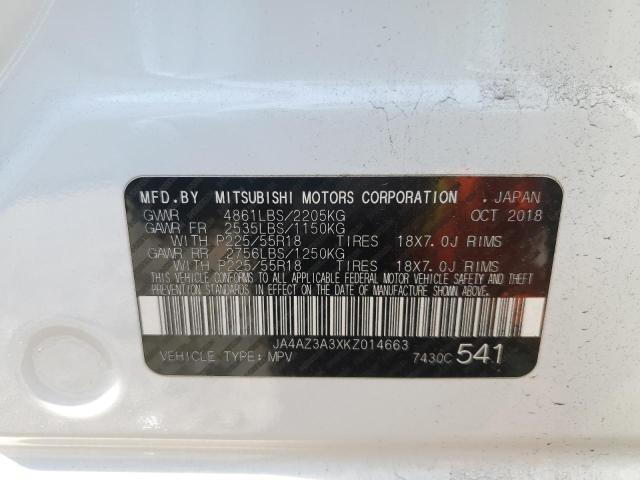 MFD.BY MITSUBISHI MOTORS CORPORATION . JAPAN
GVWR 4861LBS/2205KG OCT 2018
GAWR FR 2535LBS/1150KG
WITH P225/55R18 TIRES 18X7.0J RIMS
GAWR RR 2756LBS/1250KG
WITH P225/55R18 TIRES 18X7.0J RIMS
THIS VEHICLE CONFORMS TO ALL APPLICABLE FEDERAL MOTOR VEHICLE SAFETY AND THEFT
PREVENTION STANDARDS IN EFFECT ON THE DATE OF MANUFACTURE SHOWN ABOVE.
JA4AZ3A3XKZ014663
VEHICLE TYPE: MPV 7430C 541